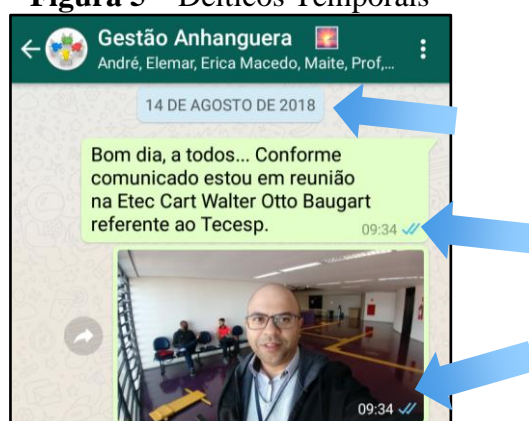 Figura 5 – Dêiticos Temporais
Gestão Anhanguera
André, Elemar, Erica Macedo, Maite, Prof,...
14 DE AGOSTO DE 2018
Bom dia, a todos... Conforme
comunicado estou em reunião
na Etec Cart Walter Otto Baugart
referente ao Tecesp.
09:34
09:34